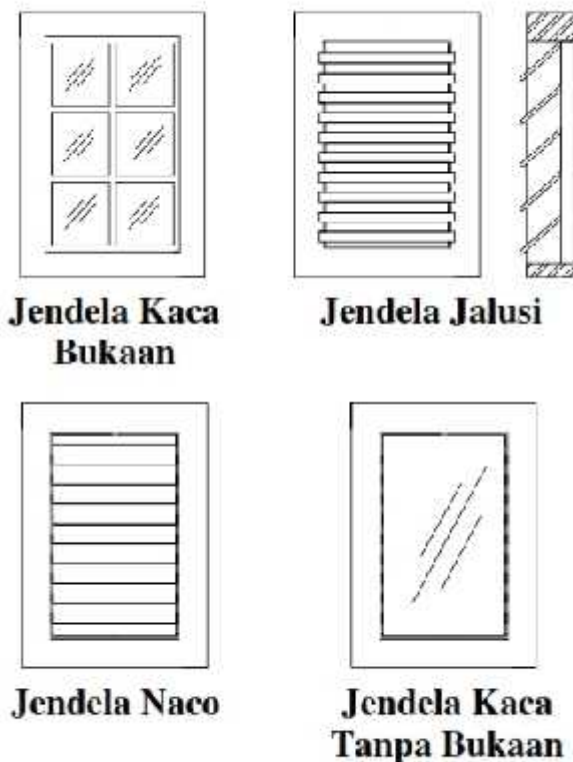 Jendela Kaca
Bukaan
Jendela Jalusi
Jendela Naco
Jendela Kaca
Tanpa Bukaan